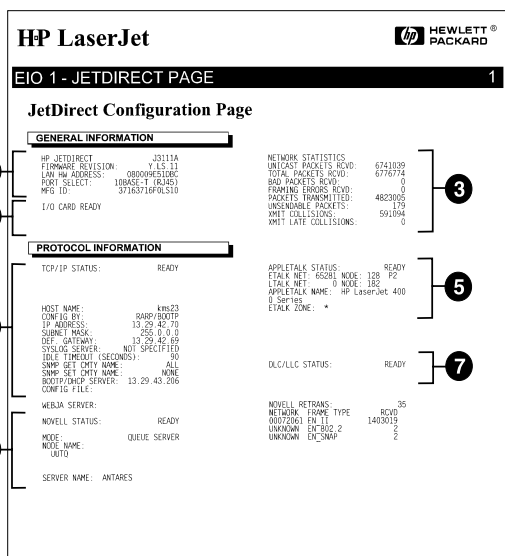 HP LaserJet
hp HEWLETT ® PACKARD
EIO 1 - JETDIRECT PAGE 1
JetDirect Configuration Page
GENERAL INFORMATION
HP JETDIRECT J3111A
FIRMWARE REVISION: Y.LS.11
LAN HW ADDRESS: 080009E51DBC
PORT SELECT: 10BASE-T (RJ45)
MFG ID: 37163716F0LS10
I/O CARD READY
NETWORK STATISTICS
UNICAST PACKETS RCVD: 6741039
TOTAL PACKETS RCVD: 6776774
BAD PACKETS RCVD: 0
FRAMING ERRORS RCVD: 0
PACKETS TRANSMITTED: 4823005
UNSENDABLE PACKETS: 179
XMIT COLLISIONS: 591094
XMIT LATE COLLISIONS: 0
3
PROTOCOL INFORMATION
TCP/IP STATUS: READY
HOST NAME: kms23
CONFIG BY: RARP/BOOTP
IP ADDRESS: 13.29.42.70
SUBNET MASK: 255.0.0.0
DEF. GATEWAY: 13.29.42.69
SYSLOG SERVER: NOT SPECIFIED
IDLE TIMEOUT (SECONDS): 90
SNMP GET CMTY NAME: ALL
SNMP SET CMTY NAME: NONE
BOOTP/DHCP SERVER: 13.29.43.206
CONFIG FILE:
WEBJA SERVER:
NOVELL STATUS: READY
MODE: QUEUE SERVER
NODE NAME:
UUTQ
SERVER NAME: ANTARES
APPLETALK STATUS: READY
ETALK NET: 65281 NODE: 128 P2
LTALK NET: 0 NODE: 182
APPLETALK NAME: HP LaserJet 400
0 Series
ETALK ZONE: *
5
DLC/LLC STATUS: READY
7
NOVELL RETRANS: 35
NETWORK FRAME TYPE RCVD
00072061 EN_II 1403019
UNKNOWN EN_802.2 2
UNKNOWN EN_SNAP 2